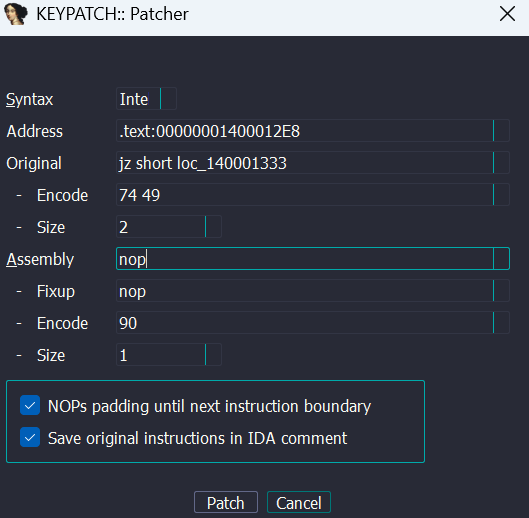 KEYPATCH:: Patcher
Syntax Inte
Address .text:00000001400012E8
Original jz short loc_140001333
- Encode 74 49
- Size 2
Assembly nop
- Fixup nop
- Encode 90
- Size 1
NOPs padding until next instruction boundary
Save original instructions in IDA comment
Patch Cancel